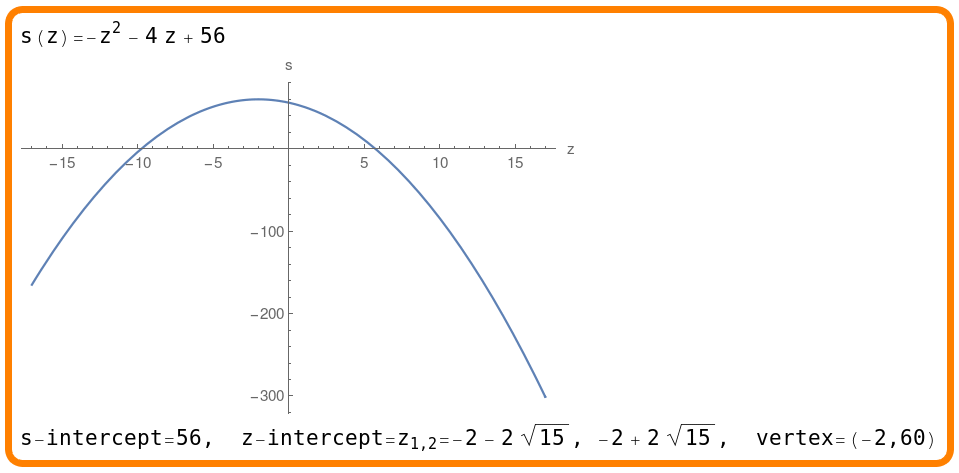 s(z)=-z² - 4 z + 56
s
-15 -10 -5 5 10 15 z
-100
-200
-300
s-intercept=56, z-intercept=z₁,₂=-2 - 2 √15, -2 + 2 √15, vertex=(-2,60)